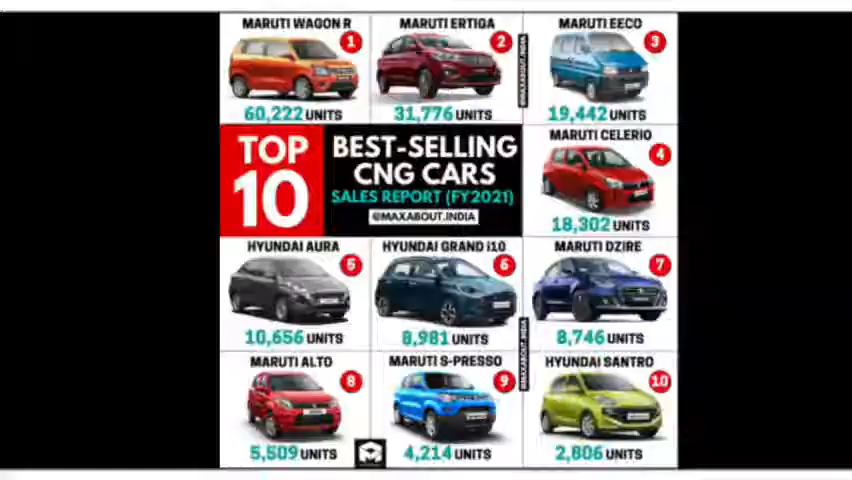 MARUTI WAGON R
1
60,222 UNITS
MARUTI ERTIGA
2
31,776 UNITS
MARUTI EECO
3
19,442 UNITS
@MAXABOUT.INDIA
TOP
10
BEST-SELLING
CNG CARS
SALES REPORT (FY2021)
@MAXABOUT.INDIA
MARUTI CELERIO
4
18,302 UNITS
HYUNDAI AURA
5
10,656 UNITS
HYUNDAI GRAND i10
6
8,981 UNITS
MARUTI DZIRE
7
8,746 UNITS
@MAXABOUT.INDIA
MARUTI ALTO
8
5,509 UNITS
MARUTI S-PRESSO
9
4,214 UNITS
HYUNDAI SANTRO
10
2,806 UNITS